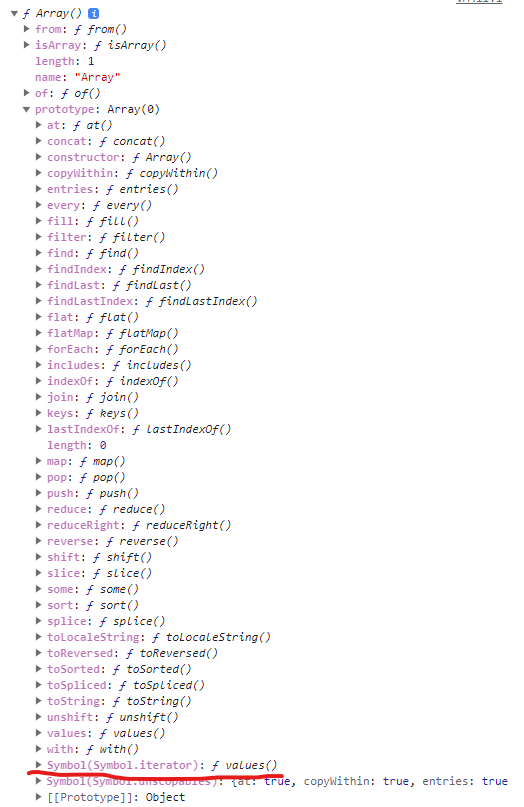 ƒ Array() i
from: ƒ from()
isArray: ƒ isArray()
length: 1
name: "Array"
of: ƒ of()
prototype: Array(0)
at: ƒ at()
concat: ƒ concat()
constructor: ƒ Array()
copyWithin: ƒ copyWithin()
entries: ƒ entries()
every: ƒ every()
fill: ƒ fill()
filter: ƒ filter()
find: ƒ find()
findIndex: ƒ findIndex()
findLast: ƒ findLast()
findLastIndex: ƒ findLastIndex()
flat: ƒ flat()
flatMap: ƒ flatMap()
forEach: ƒ forEach()
includes: ƒ includes()
indexOf: ƒ indexOf()
join: ƒ join()
keys: ƒ keys()
lastIndexOf: ƒ lastIndexOf()
length: 0
map: ƒ map()
pop: ƒ pop()
push: ƒ push()
reduce: ƒ reduce()
reduceRight: ƒ reduceRight()
reverse: ƒ reverse()
shift: ƒ shift()
slice: ƒ slice()
some: ƒ some()
sort: ƒ sort()
splice: ƒ splice()
toLocaleString: ƒ toLocaleString()
toReversed: ƒ toReversed()
toSorted: ƒ toSorted()
toSpliced: ƒ toSpliced()
toString: ƒ toString()
unshift: ƒ unshift()
values: ƒ values()
with: ƒ with()
Symbol(Symbol.iterator): ƒ values()
Symbol(Symbol.unscopables): {at: true, copyWithin: true, entries: true
[[Prototype]]: Object